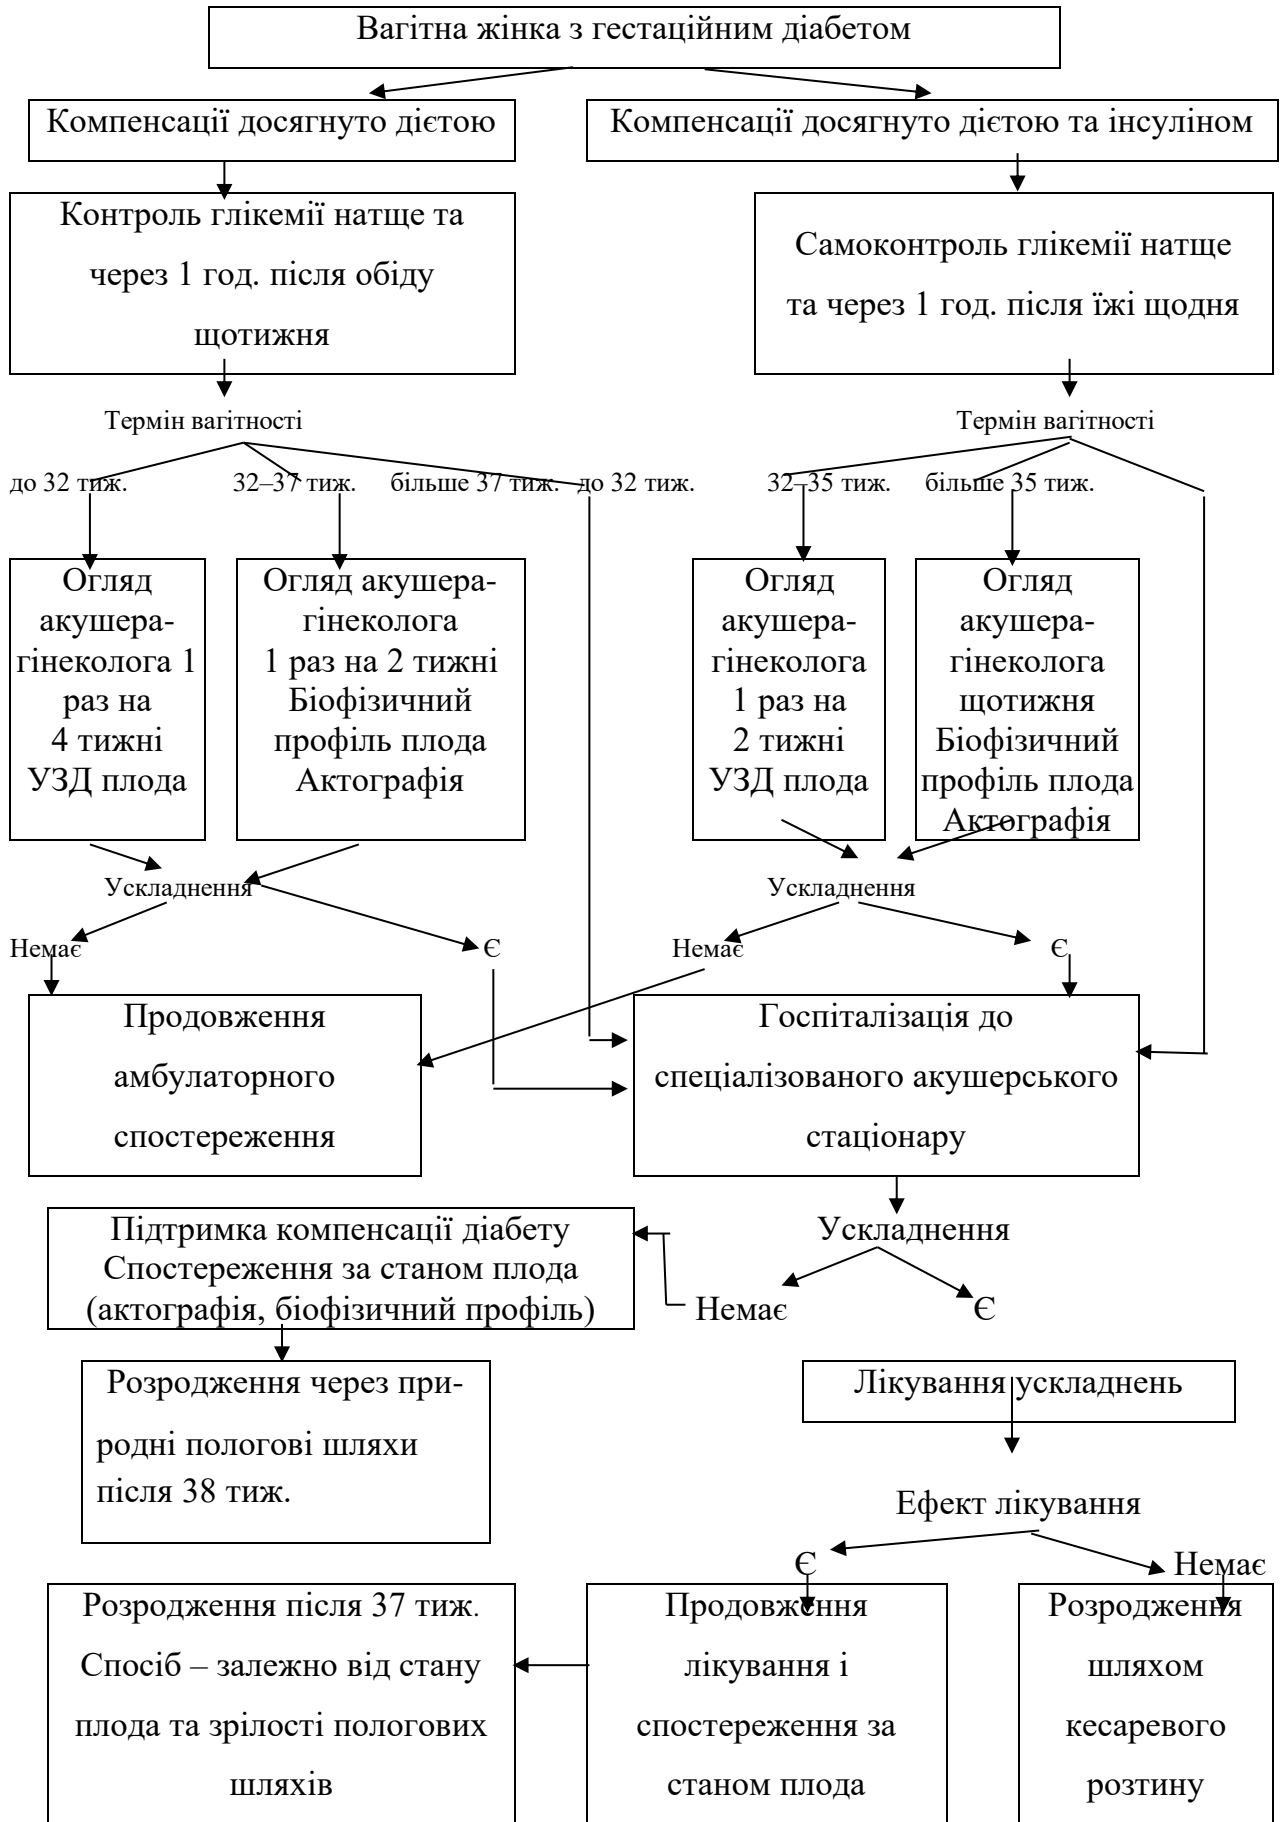 Вагітна жінка з гестаційним діабетом
Компенсації досягнуто дієтою
Компенсації досягнуто дієтою та інсуліном
Контроль глікемії натще та
через 1 год. після обіду
щотижня
Самоконтроль глікемії натще
та через 1 год. після їжі щодня
Термін вагітності
Термін вагітності
до 32 тиж.
32–37 тиж.
більше 37 тиж.
до 32 тиж.
32–35 тиж.
більше 35 тиж.
Огляд
акушера-
гінеколога 1
раз на
4 тижні
УЗД плода
Огляд акушера-
гінеколога
1 раз на 2 тижні
Біофізичний
профіль плода
Актографія
Огляд
акушера-
гінеколога
1 раз на
2 тижні
УЗД плода
Огляд
акушера-
гінеколога
щотижня
Біофізичний
профіль плода
Актографія
Ускладнення
Ускладнення
Немає
Є
Немає
Є
Продовження
амбулаторного
спостереження
Госпіталізація до
спеціалізованого акушерського
стаціонару
Підтримка компенсації діабету
Спостереження за станом плода
(актографія, біофізичний профіль)
Ускладнення
Немає
Є
Розродження через при-
родні пологові шляхи
після 38 тиж.
Лікування ускладнень
Ефект лікування
Є
Немає
Розродження після 37 тиж.
Спосіб – залежно від стану
плода та зрілості пологових
шляхів
Продовження
лікування і
спостереження за
станом плода
Розродження
шляхом
кесаревого
розтину